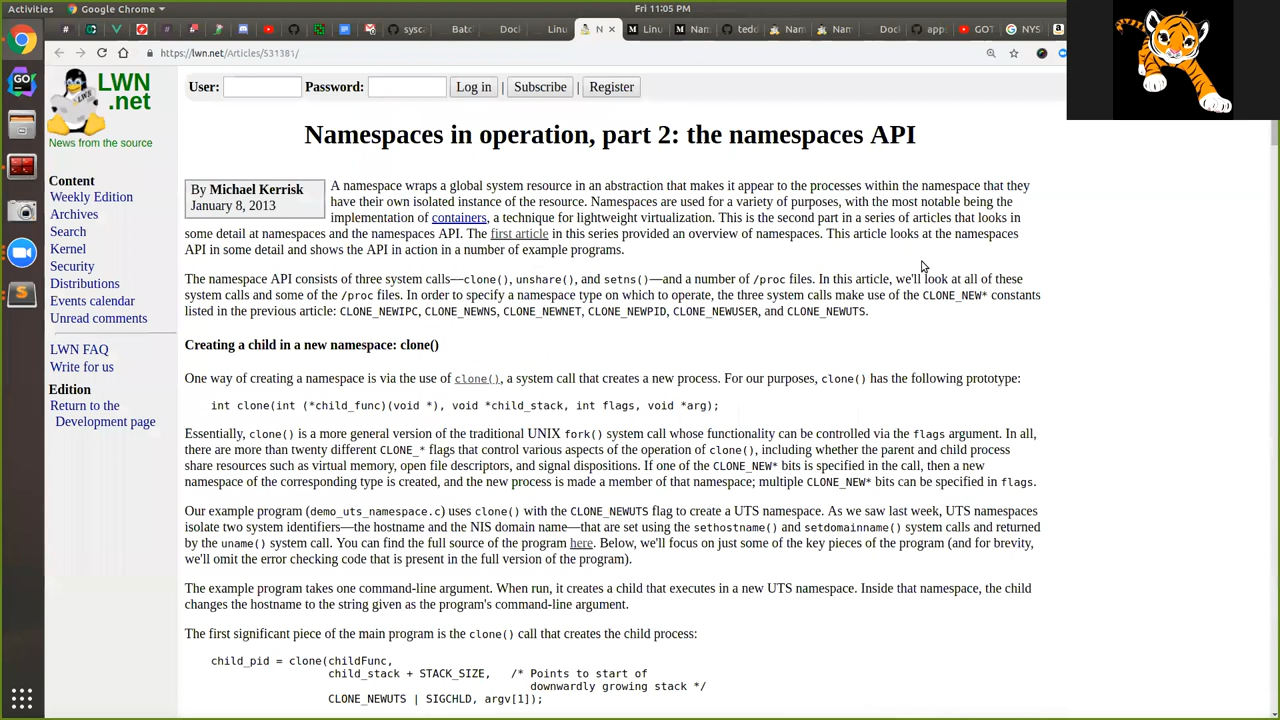 Activities Google Chrome Fri 11:05 PM
sysc Batc Doci Linu N Linu Nam tedc Nam Nam Doci apps GOT NYS
https://lwn.net/Articles/531381/
LWN
.net
News from the source
Content
Weekly Edition
Archives
Search
Kernel
Security
Distributions
Events calendar
Unread comments
LWN FAQ
Write for us
Edition
Return to the
Development page
User: Password: Log in | Subscribe | Register
Namespaces in operation, part 2: the namespaces API
By Michael Kerrisk
January 8, 2013
A namespace wraps a global system resource in an abstraction that makes it appear to the processes within the namespace that they
have their own isolated instance of the resource. Namespaces are used for a variety of purposes, with the most notable being the
implementation of containers, a technique for lightweight virtualization. This is the second part in a series of articles that looks in
some detail at namespaces and the namespaces API. The first article in this series provided an overview of namespaces. This article looks at the namespaces
API in some detail and shows the API in action in a number of example programs.
The namespace API consists of three system calls—clone(), unshare(), and setns()—and a number of /proc files. In this article, we'll look at all of these
system calls and some of the /proc files. In order to specify a namespace type on which to operate, the three system calls make use of the CLONE_NEW* constants
listed in the previous article: CLONE_NEWIPC, CLONE_NEWNS, CLONE_NEWNET, CLONE_NEWPID, CLONE_NEWUSER, and CLONE_NEWUTS.
Creating a child in a new namespace: clone()
One way of creating a namespace is via the use of clone(), a system call that creates a new process. For our purposes, clone() has the following prototype:
int clone(int (*child_func)(void *), void *child_stack, int flags, void *arg);
Essentially, clone() is a more general version of the traditional UNIX fork() system call whose functionality can be controlled via the flags argument. In all,
there are more than twenty different CLONE_* flags that control various aspects of the operation of clone(), including whether the parent and child process
share resources such as virtual memory, open file descriptors, and signal dispositions. If one of the CLONE_NEW* bits is specified in the call, then a new
namespace of the corresponding type is created, and the new process is made a member of that namespace; multiple CLONE_NEW* bits can be specified in flags.
Our example program (demo_uts_namespace.c) uses clone() with the CLONE_NEWUTS flag to create a UTS namespace. As we saw last week, UTS namespaces
isolate two system identifiers—the hostname and the NIS domain name—that are set using the sethostname() and setdomainname() system calls and returned
by the uname() system call. You can find the full source of the program here. Below, we'll focus on just some of the key pieces of the program (and for brevity,
we'll omit the error checking code that is present in the full version of the program).
The example program takes one command-line argument. When run, it creates a child that executes in a new UTS namespace. Inside that namespace, the child
changes the hostname to the string given as the program's command-line argument.
The first significant piece of the main program is the clone() call that creates the child process:
child_pid = clone(childFunc,
child_stack + STACK_SIZE, /* Points to start of
downwardly growing stack */
CLONE_NEWUTS | SIGCHLD, argv[1]);